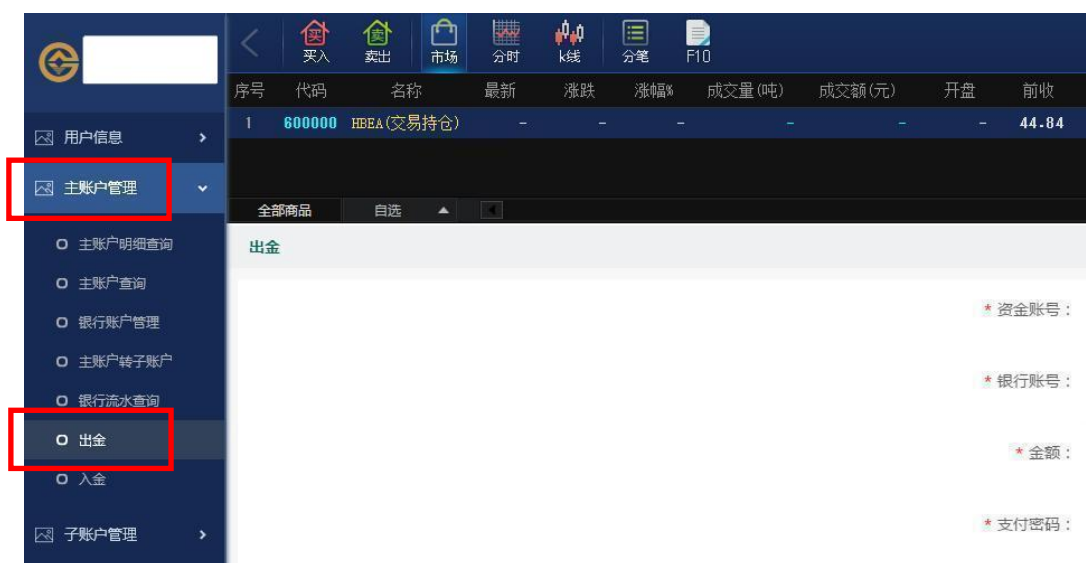 买 卖
买入 卖出 市场 分时 k线 分笔 F10
序号 代码 名称 最新 涨跌 涨幅% 成交量(吨) 成交额(元) 开盘 前收
1 600000 HBEA(交易持仓) - - - - - - 44.84
全部商品 自选
用户信息
主账户管理
主账户明细查询
主账户查询
银行账户管理
主账户转子账户
银行流水查询
出金
入金
子账户管理
出金
* 资金账号：
* 银行账号：
* 金额：
* 支付密码：